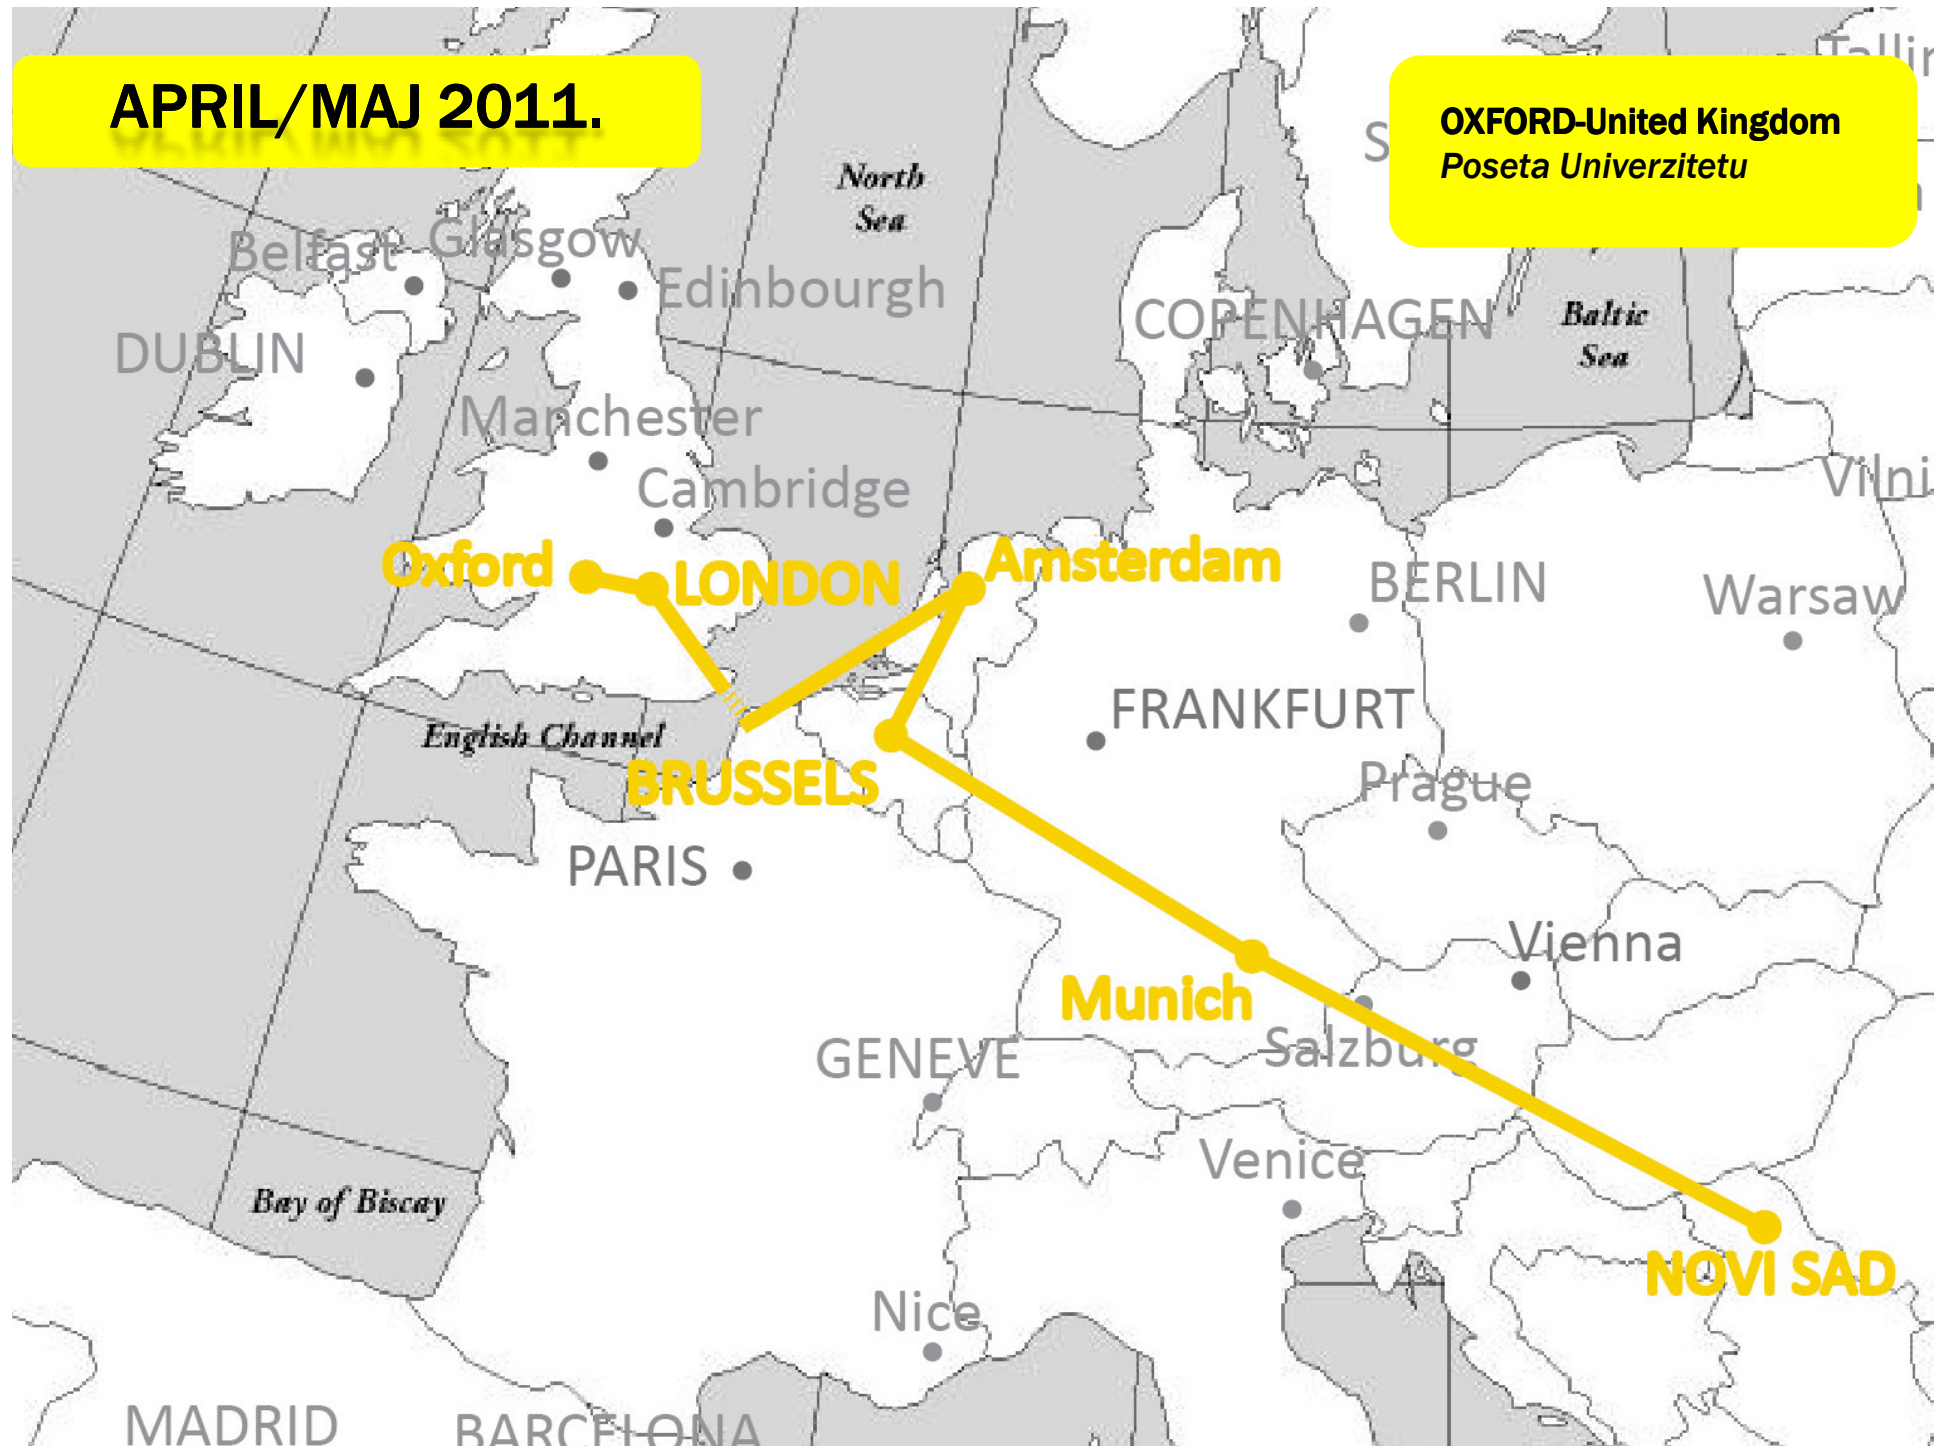 APRIL/MAJ 2011.
OXFORD-United Kingdom
Poseta Univerzitetu
North
Sea
Belfast
Glasgow
Edinbourgh
COPENHAGEN
Baltic
Sea
DUBLIN
Manchester
Cambridge
Oxford
LONDON
Amsterdam
BERLIN
Warsaw
English Channel
BRUSSELS
FRANKFURT
Prague
PARIS
Vienna
Munich
Salzburg
GENEVE
Venice
Bay of Biscay
NOVI SAD
Nice
MADRID
BARCELONA